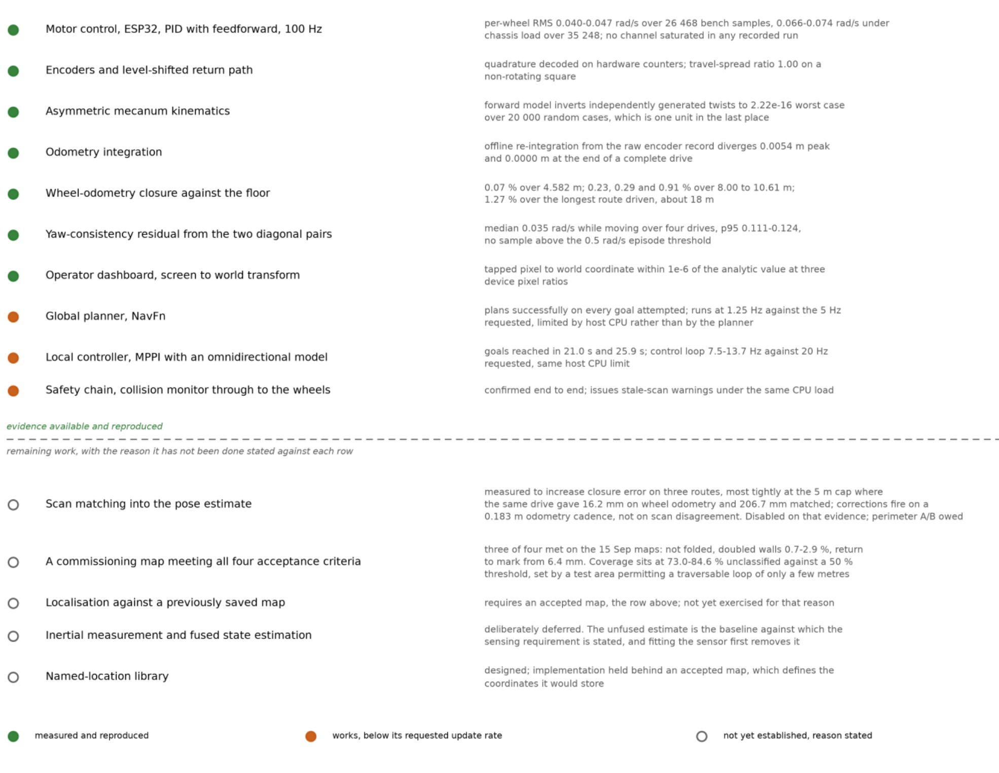 Motor control, ESP32, PID with feedforward, 100 Hz
per-wheel RMS 0.040-0.047 rad/s over 26 468 bench samples, 0.066-0.074 rad/s under
chassis load over 35 248; no channel saturated in any recorded run
Encoders and level-shifted return path
quadrature decoded on hardware counters; travel-spread ratio 1.00 on a
non-rotating square
Asymmetric mecanum kinematics
forward model inverts independently generated twists to 2.22e-16 worst case
over 20 000 random cases, which is one unit in the last place
Odometry integration
offline re-integration from the raw encoder record diverges 0.0054 m peak
and 0.0000 m at the end of a complete drive
Wheel-odometry closure against the floor
0.07 % over 4.582 m; 0.23, 0.29 and 0.91 % over 8.00 to 10.61 m;
1.27 % over the longest route driven, about 18 m
Yaw-consistency residual from the two diagonal pairs
median 0.035 rad/s while moving over four drives, p95 0.111-0.124,
no sample above the 0.5 rad/s episode threshold
Operator dashboard, screen to world transform
tapped pixel to world coordinate within 1e-6 of the analytic value at three
device pixel ratios
Global planner, NavFn
plans successfully on every goal attempted; runs at 1.25 Hz against the 5 Hz
requested, limited by host CPU rather than by the planner
Local controller, MPPI with an omnidirectional model
goals reached in 21.0 s and 25.9 s; control loop 7.5-13.7 Hz against 20 Hz
requested, same host CPU limit
Safety chain, collision monitor through to the wheels
confirmed end to end; issues stale-scan warnings under the same CPU load
evidence available and reproduced
remaining work, with the reason it has not been done stated against each row
Scan matching into the pose estimate
measured to increase closure error on three routes, most tightly at the 5 m cap where
the same drive gave 16.2 mm on wheel odometry and 206.7 mm matched; corrections fire on a
0.183 m odometry cadence, not on scan disagreement. Disabled on that evidence; perimeter A/B owed
A commissioning map meeting all four acceptance criteria
three of four met on the 15 Sep maps: not folded, doubled walls 0.7-2.9 %, return
to mark from 6.4 mm. Coverage sits at 73.0-84.6 % unclassified against a 50 %
threshold, set by a test area permitting a traversable loop of only a few metres
Localisation against a previously saved map
requires an accepted map, the row above; not yet exercised for that reason
Inertial measurement and fused state estimation
deliberately deferred. The unfused estimate is the baseline against which the
sensing requirement is stated, and fitting the sensor first removes it
Named-location library
designed; implementation held behind an accepted map, which defines the
coordinates it would store
measured and reproduced
works, below its requested update rate
not yet established, reason stated